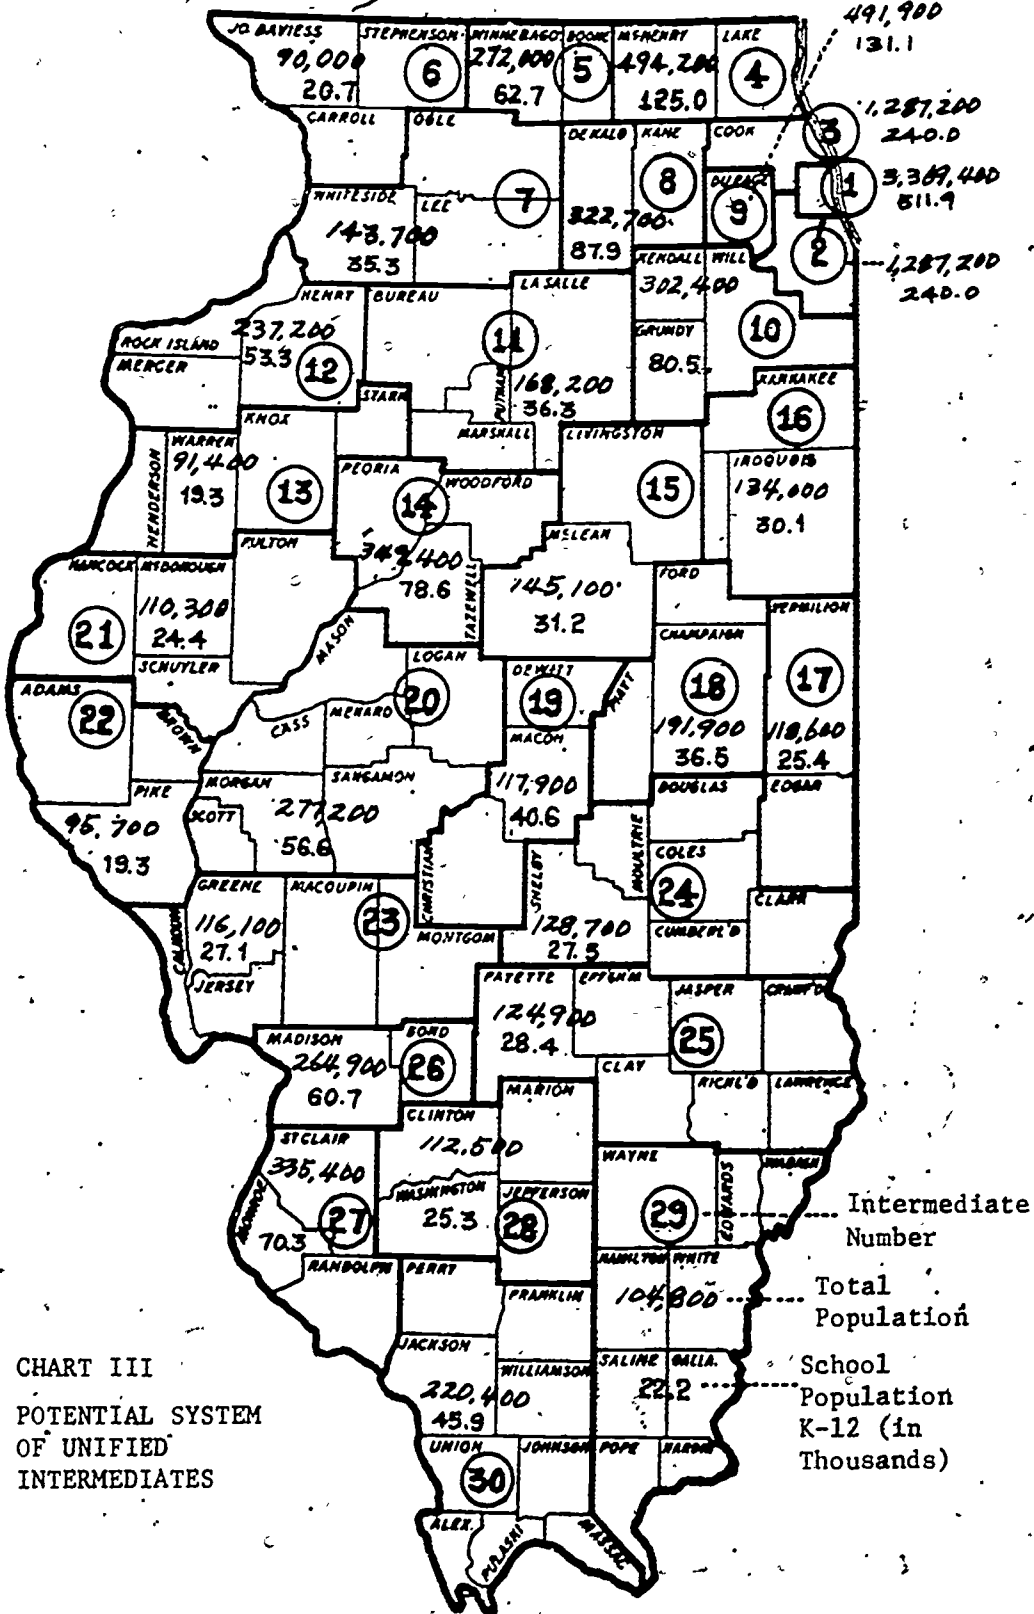 491,900
131.1
JO DAVIESS
STEPHENSON
WINNEBAGO
BOONE
McHENRY
LAKE
90,000
20.7
6
272,000
62.7
5
494,200
125.0
4
CARROLL
OGLE
DEKALB
KANE
COOK
3
1,287,200
240.0
WHITESIDE
LEE
7
8
DUPAGE
9
1
3,369,400
511.9
143,700
35.3
322,700
87.9
2
1,287,200
240.0
KENDALL
WILL
302,400
HENRY
BUREAU
LA SALLE
ROCK ISLAND
237,200
53.3
12
11
GRUNDY
80.5
10
MERCER
STARK
PUTNAM
168,200
36.3
KANKAKEE
16
KNOX
MARSHALL
LIVINGSTON
HENDERSON
WARREN
91,400
19.3
13
PEORIA
14
WOODFORD
15
IROQUOIS
134,000
30.1
FULTON
349,400
78.6
TAZEWELL
McLEAN
145,100
31.2
FORD
HANCOCK
McDONOUGH
110,300
24.4
21
MASON
VERMILION
CHAMPAIGN
SCHUYLER
LOGAN
DEWITT
19
PIATT
18
17
ADAMS
22
BROWN
CASS
MENARD
20
MACON
191,900
36.5
118,600
25.4
PIKE
MORGAN
SANGAMON
117,900
40.6
DOUGLAS
EDGAR
95,700
19.3
SCOTT
277,200
56.6
CHRISTIAN
SHELBY
MOULTRIE
COLES
24
GREENE
MACOUPIN
23
CLARK
CALHOUN
116,100
27.1
MONTGOM
128,700
27.5
CUMBERL'D
JERSEY
FAYETTE
EFFGHM
JASPER
CRAWF'D
124,900
28.4
25
MADISON
264,900
60.7
BOND
26
CLAY
RICHL'D
LAWRENCE
MARION
CLINTON
ST CLAIR
112,500
WAYNE
EDWARDS
WABASH
335,400
WASHINGTON
25.3
JEFFERSON
28
29
Intermediate
Number
MONROE
70.3
27
RANDOLPH
PERRY
HAMILTON
WHITE
FRANKLIN
104,800
Total
Population
JACKSON
CHART III
WILLIAMSON
SALINE
GALLA.
School
Population
K-12 (in
Thousands)
220,400
45.9
22.2
POTENTIAL SYSTEM
OF UNIFIED
INTERMEDIATES
UNION
JOHNSON
POPE
HARDIN
30
ALEX.
PULASKI
MASSAC